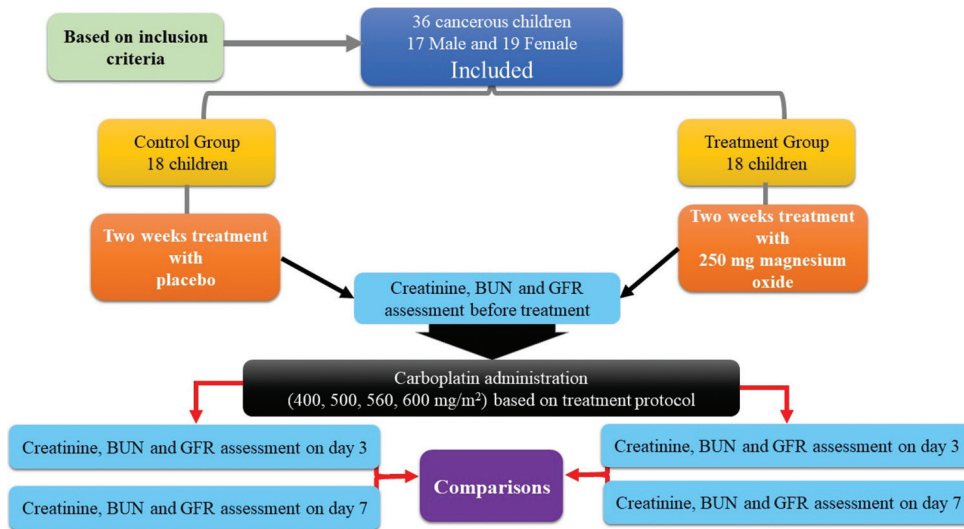 Based on inclusion
criteria
36 cancerous children
17 Male and 19 Female
Included
Control Group
18 children
Treatment Group
18 children
Two weeks treatment
with
placebo
Two weeks treatment
with
250 mg magnesium
oxide
Creatinine, BUN and GFR
assessment before treatment
Carboplatin administration
(400, 500, 560, 600 mg/m²) based on treatment protocol
Creatinine, BUN and GFR assessment on day 3
Creatinine, BUN and GFR assessment on day 7
Comparisons
Creatinine, BUN and GFR assessment on day 3
Creatinine, BUN and GFR assessment on day 7